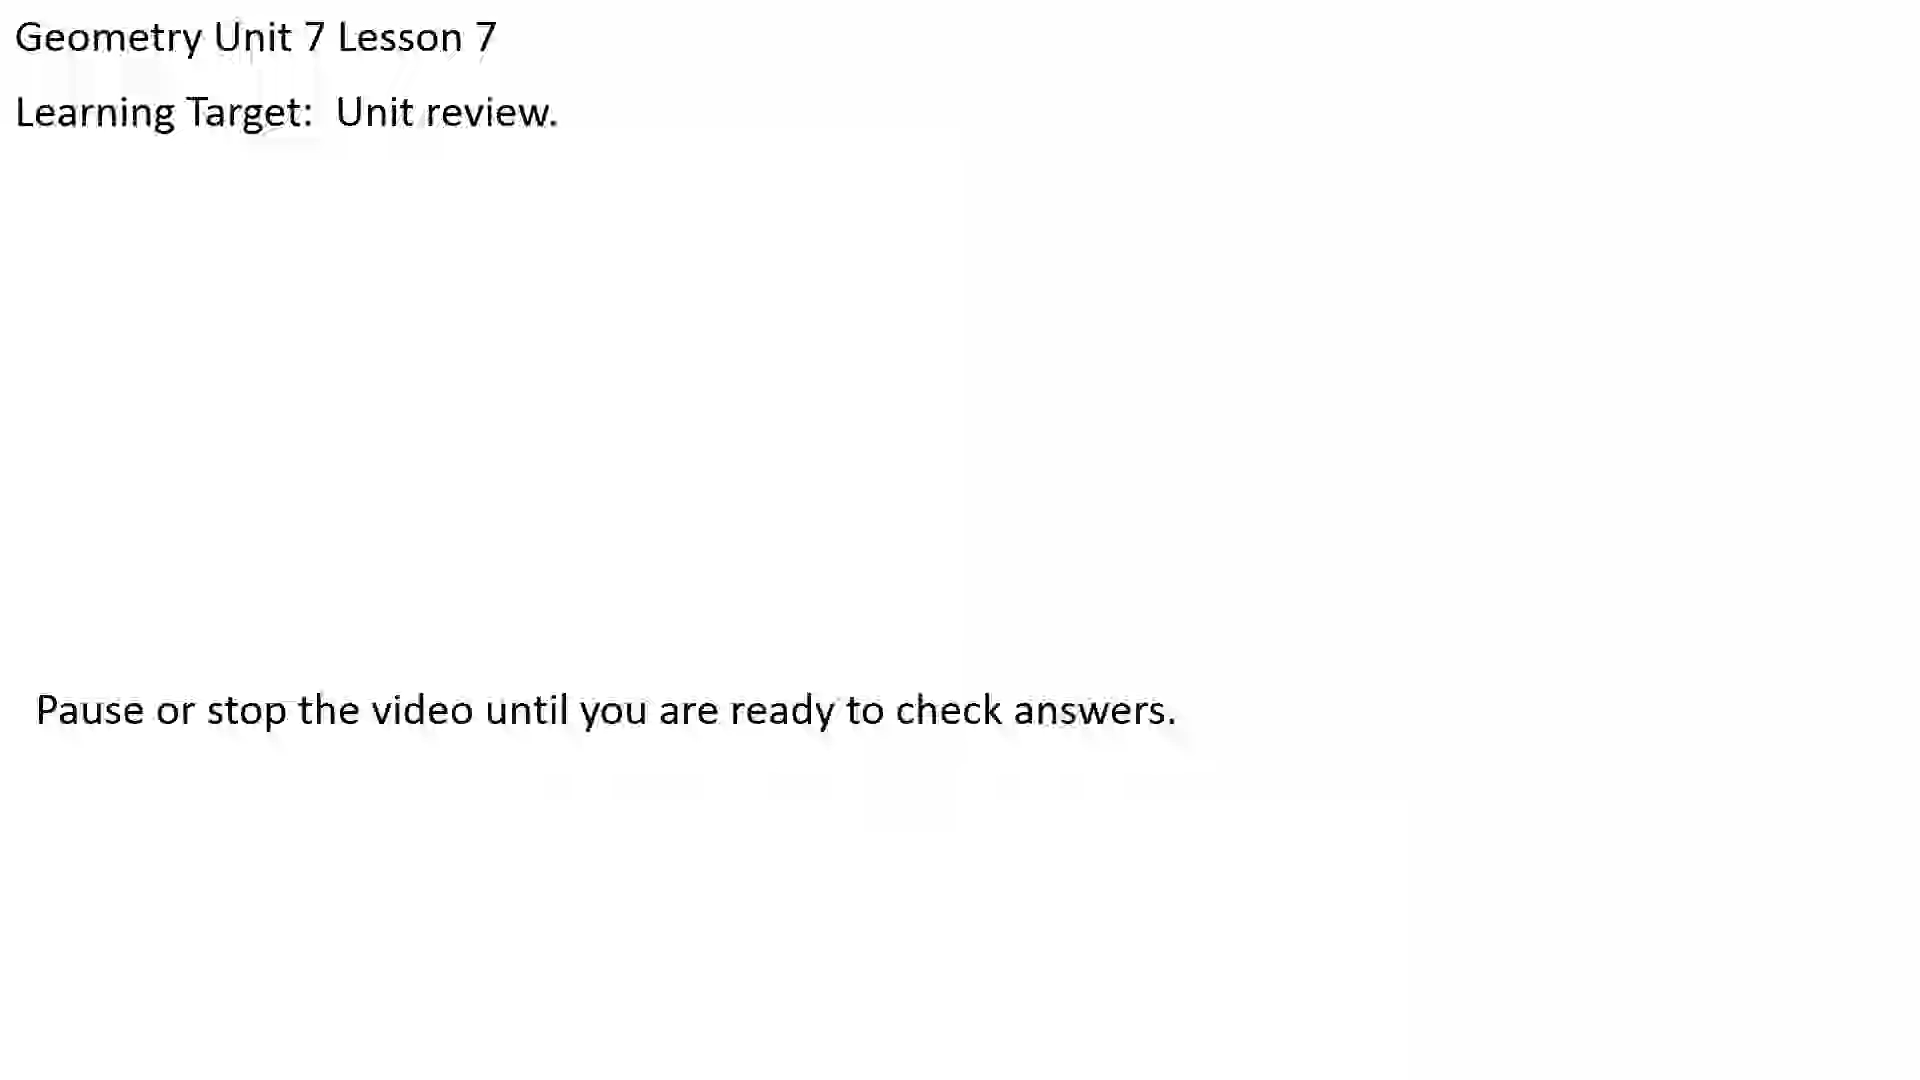 Geometry Unit 7 Lesson 7
Learning Target:  Unit review.
Pause or stop the video until you are ready to check answers.